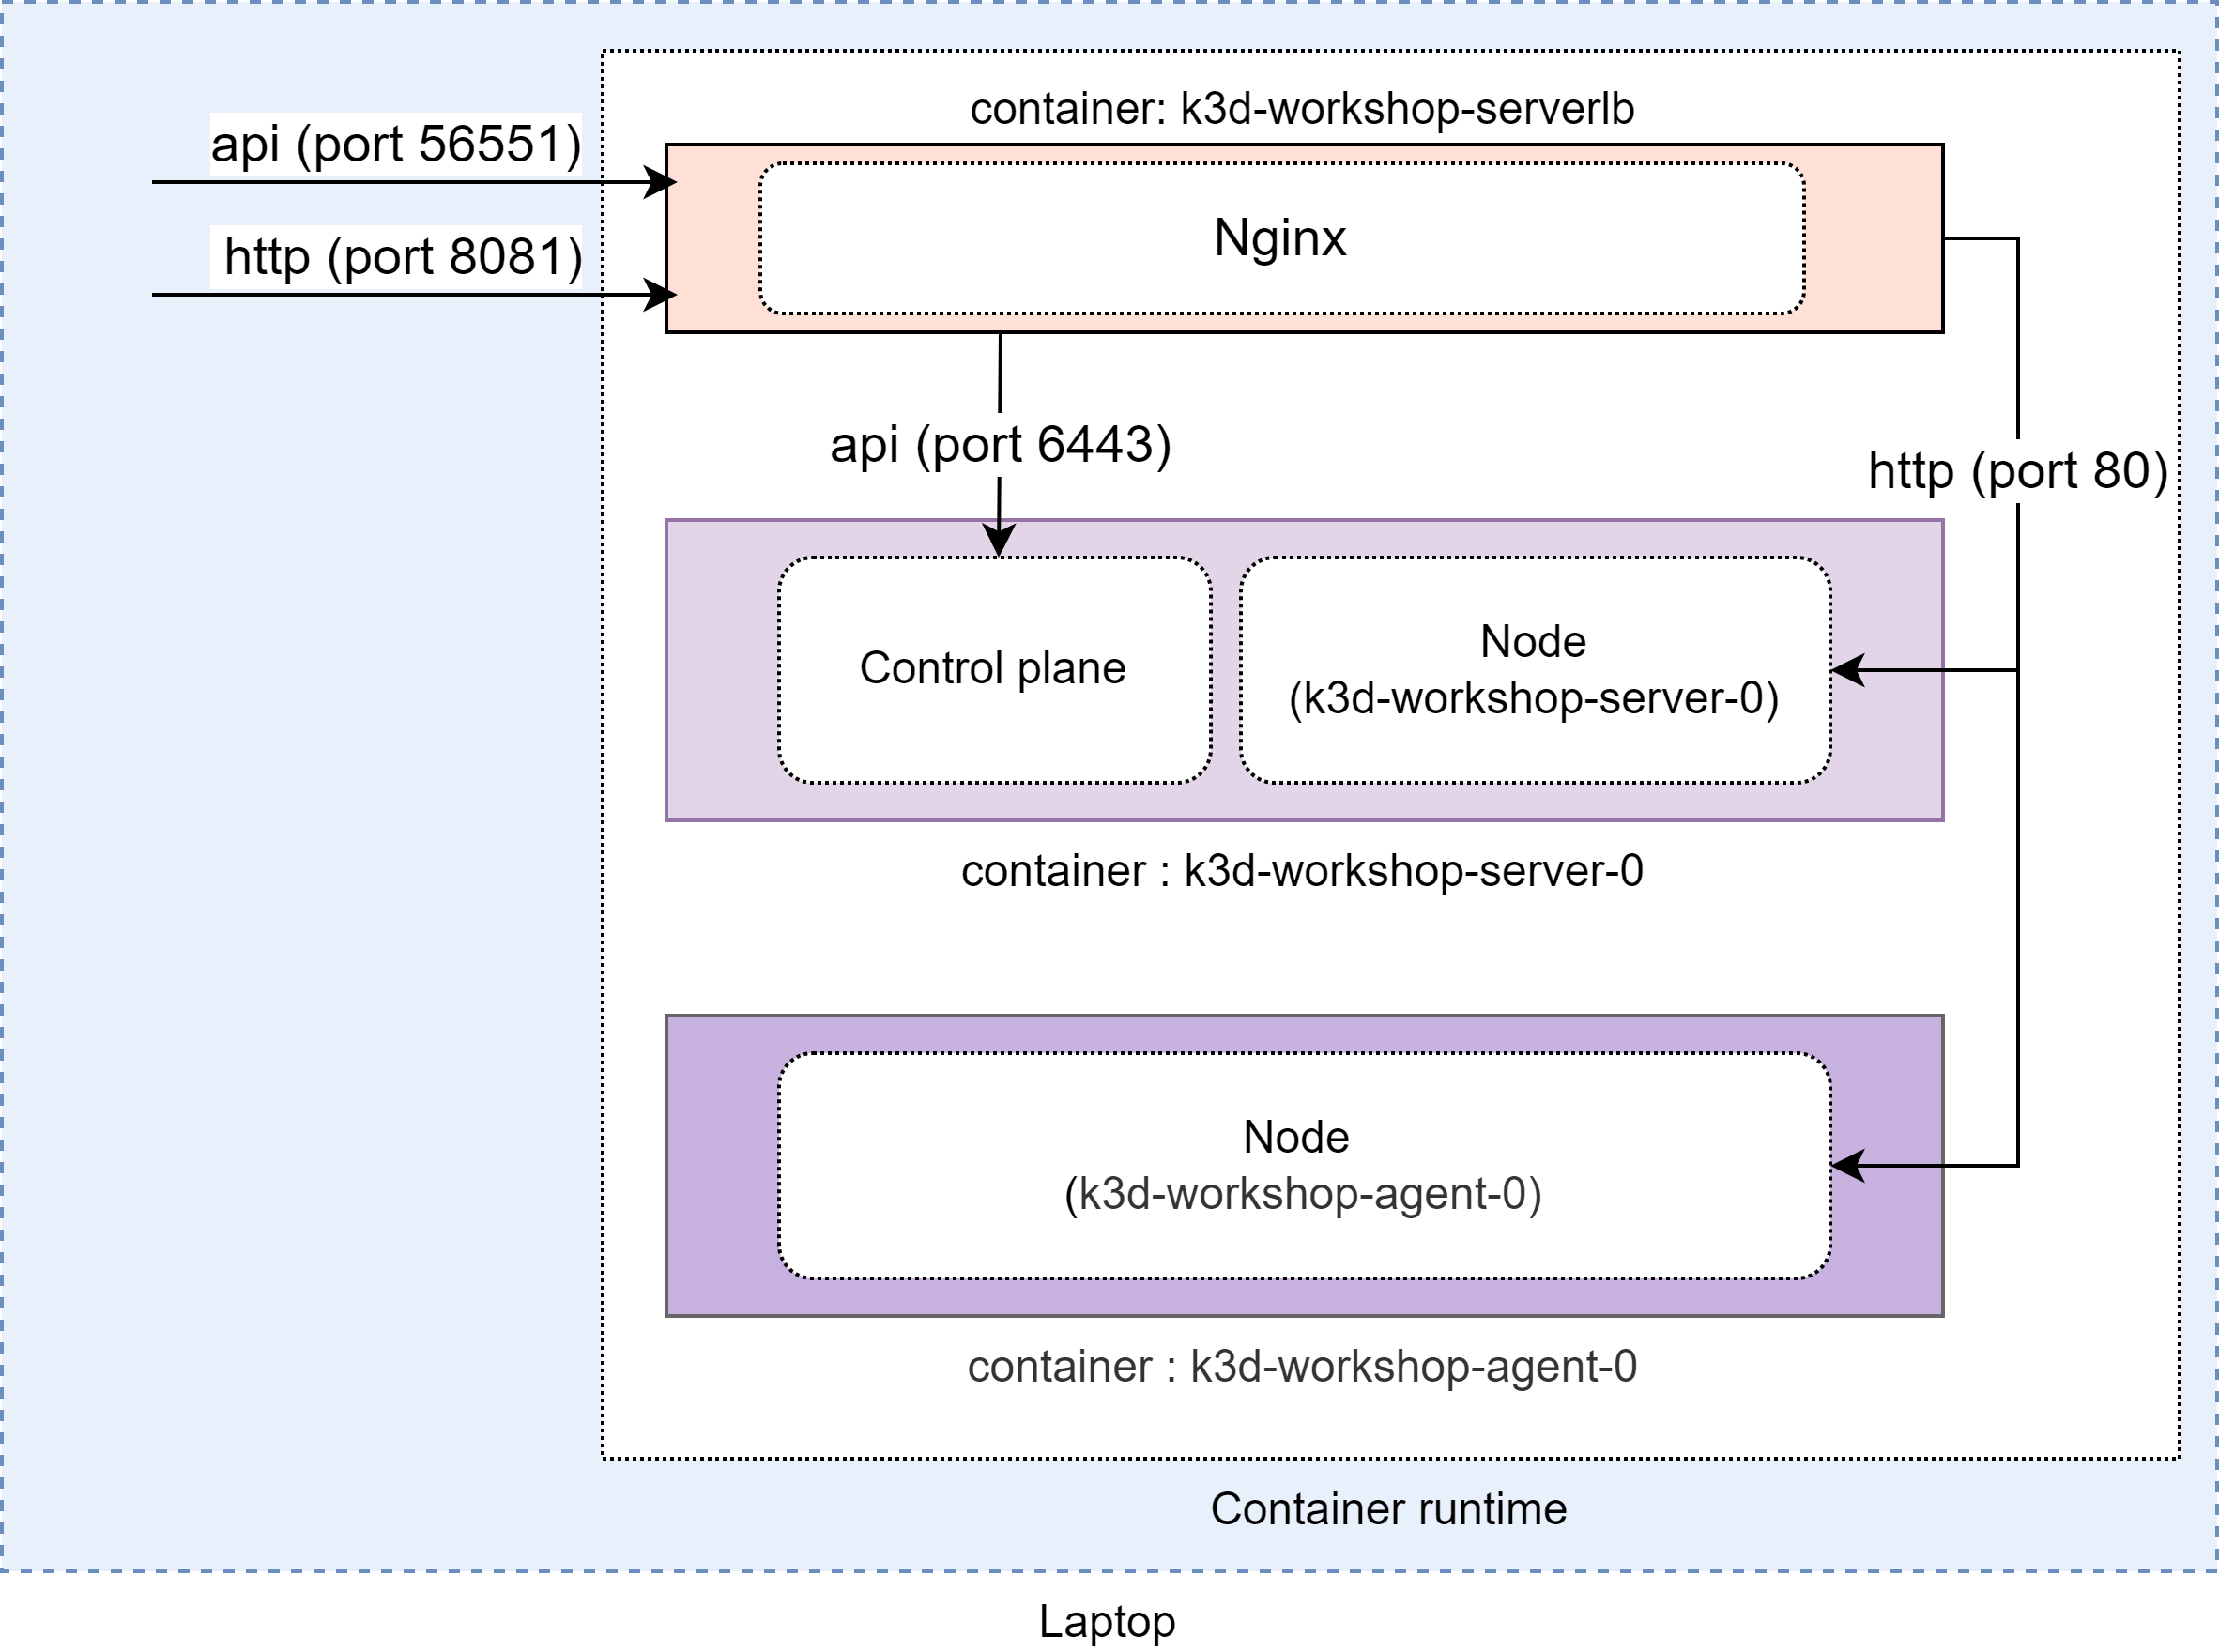 container: k3d-workshop-serverlb
api (port 56551)
http (port 8081)
Nginx
api (port 6443)
http (port 80)
Control plane
Node
(k3d-workshop-server-0)
container : k3d-workshop-server-0
Node
(k3d-workshop-agent-0)
container : k3d-workshop-agent-0
Container runtime
Laptop